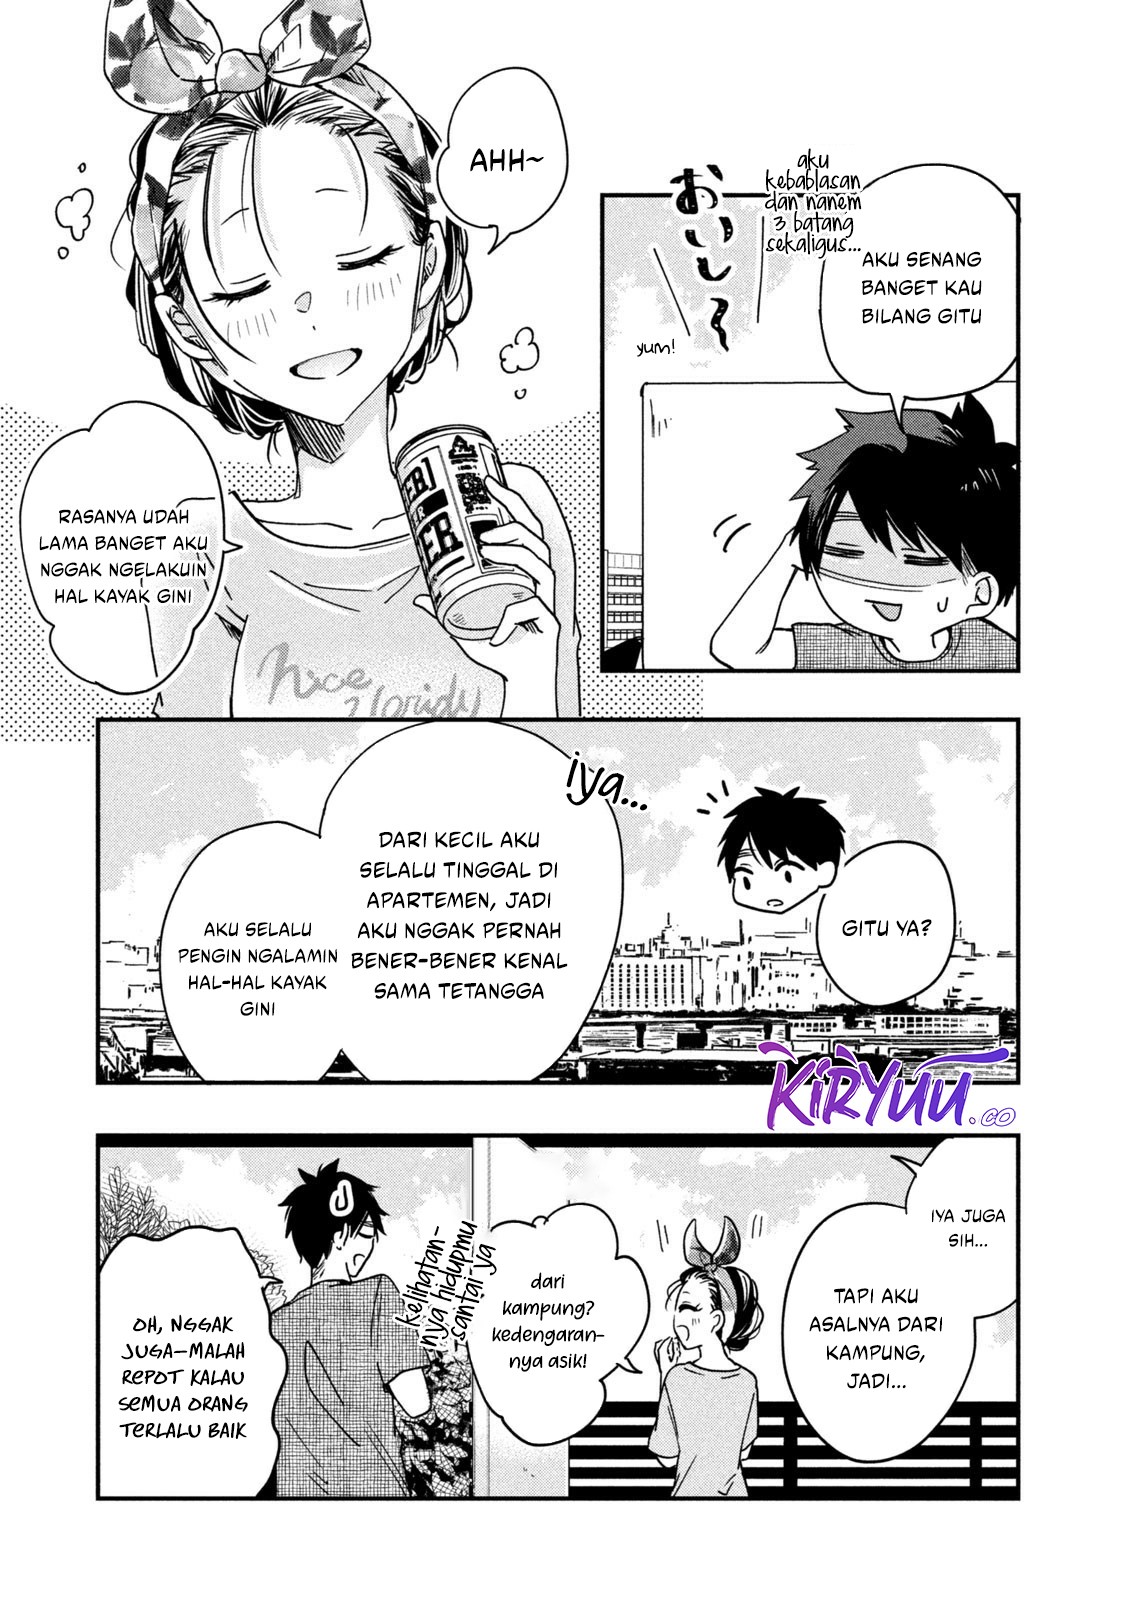 aku
kebablasan
dan nanem
3 batang
sekaligus...
AKU SENANG
BANGET KAU
BILANG GITU
おいし〜
yum!
AHH~
RASANYA UDAH
LAMA BANGET AKU
NGGAK NGELAKUIN
HAL KAYAK GINI
Nice
Floridy
GITU YA?
iya...
DARI KECIL AKU
SELALU TINGGAL DI
APARTEMEN, JADI
AKU NGGAK PERNAH
BENER-BENER KENAL
SAMA TETANGGA
AKU SELALU
PENGIN NGALAMIN
HAL-HAL KAYAK
GINI
KIRYUU.CO
IYA JUGA
SIH...
TAPI AKU
ASALNYA DARI
KAMPUNG,
JADI...
dari
kampung?
kedengaran-
nya asik!
kelihatan-
nya hidupmu
santai ya
OH, NGGAK
JUGA—MALAH
REPOT KALAU
SEMUA ORANG
TERLALU BAIK